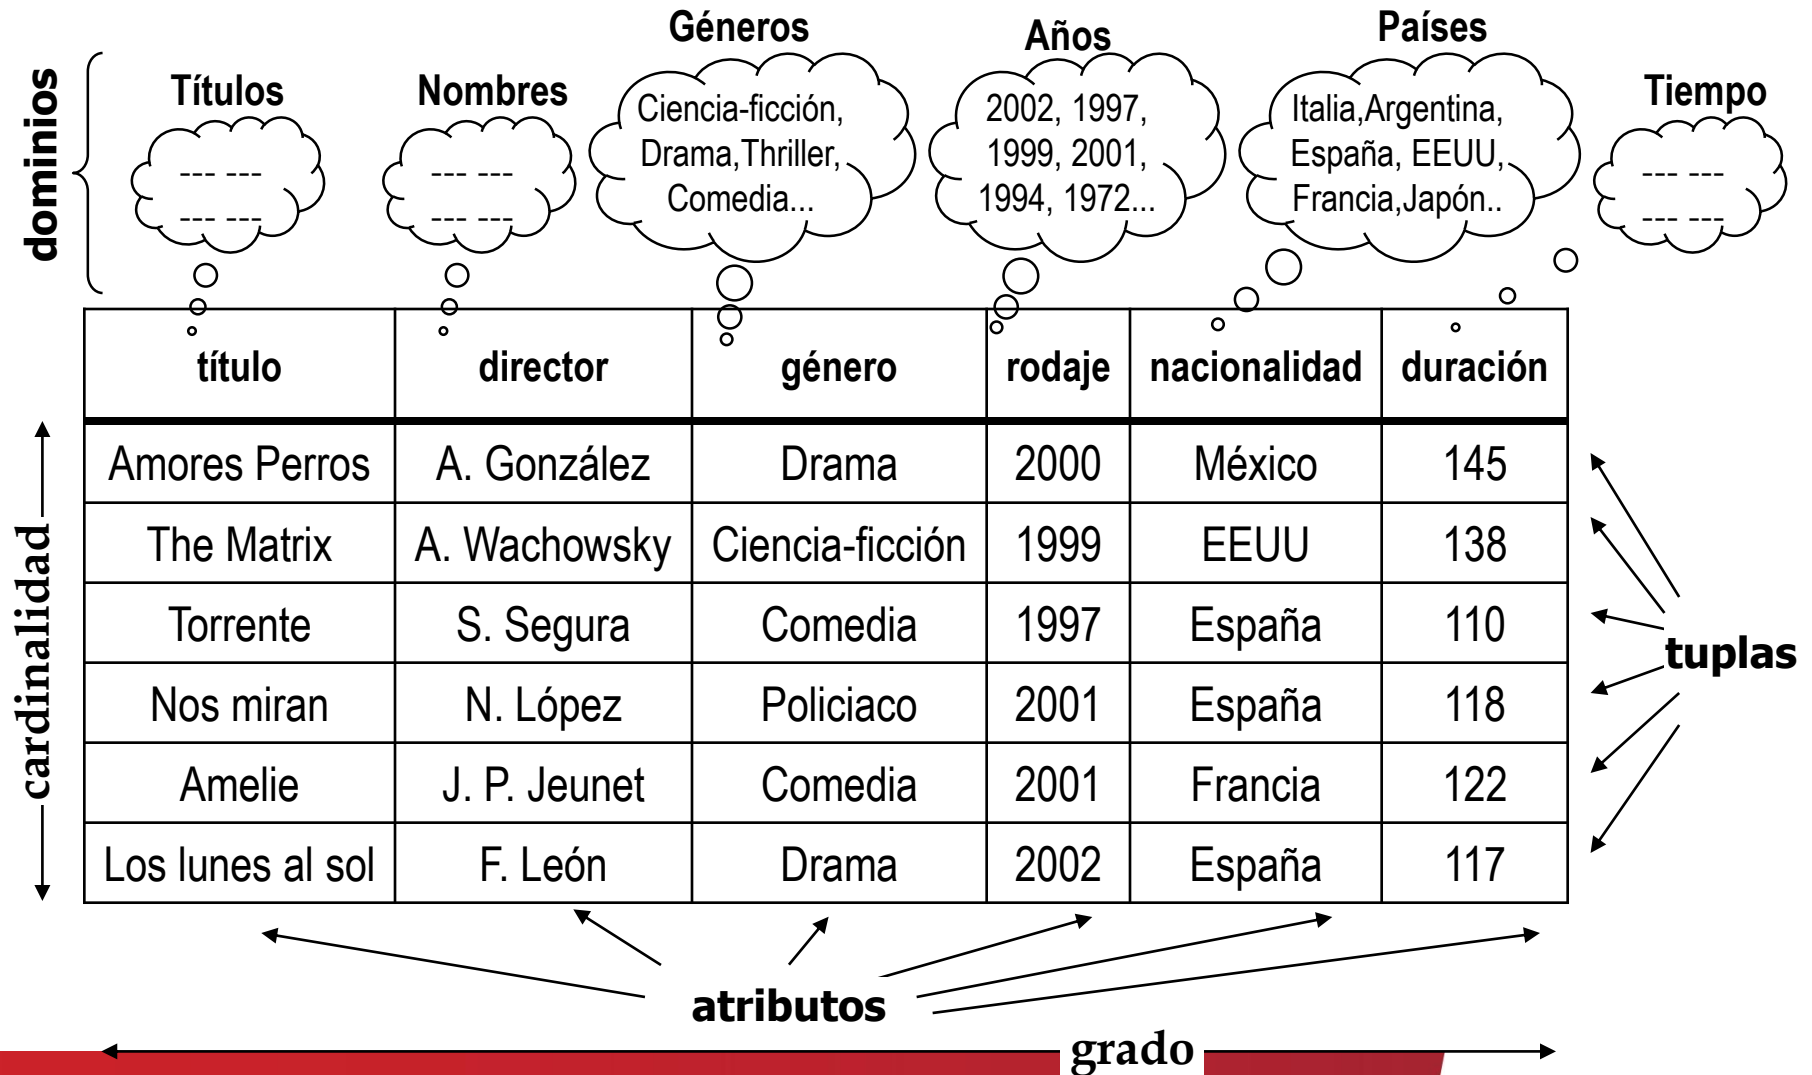 dominios
Títulos
--- ---
--- ---
Nombres
--- ---
--- ---
Géneros
Ciencia-ficción,
Drama,Thriller,
Comedia...
Años
2002, 1997,
1999, 2001,
1994, 1972...
Países
Italia,Argentina,
España, EEUU,
Francia,Japón..
Tiempo
--- ---
--- ---
título director género rodaje nacionalidad duración
Amores Perros A. González Drama 2000 México 145
The Matrix A. Wachowsky Ciencia-ficción 1999 EEUU 138
Torrente S. Segura Comedia 1997 España 110
Nos miran N. López Policiaco 2001 España 118
Amelie J. P. Jeunet Comedia 2001 Francia 122
Los lunes al sol F. León Drama 2002 España 117
cardinalidad
tuplas
atributos
grado